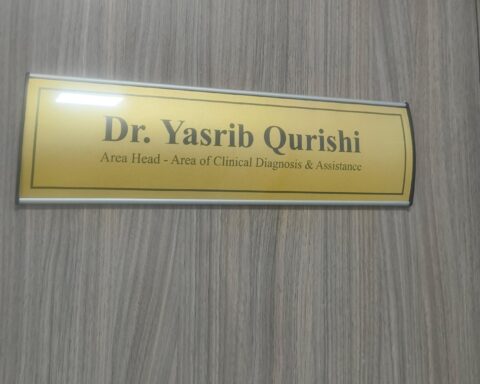 Dr. Yasrib Qurishi
Area Head - Area of Clinical Diagnosis & Assistance